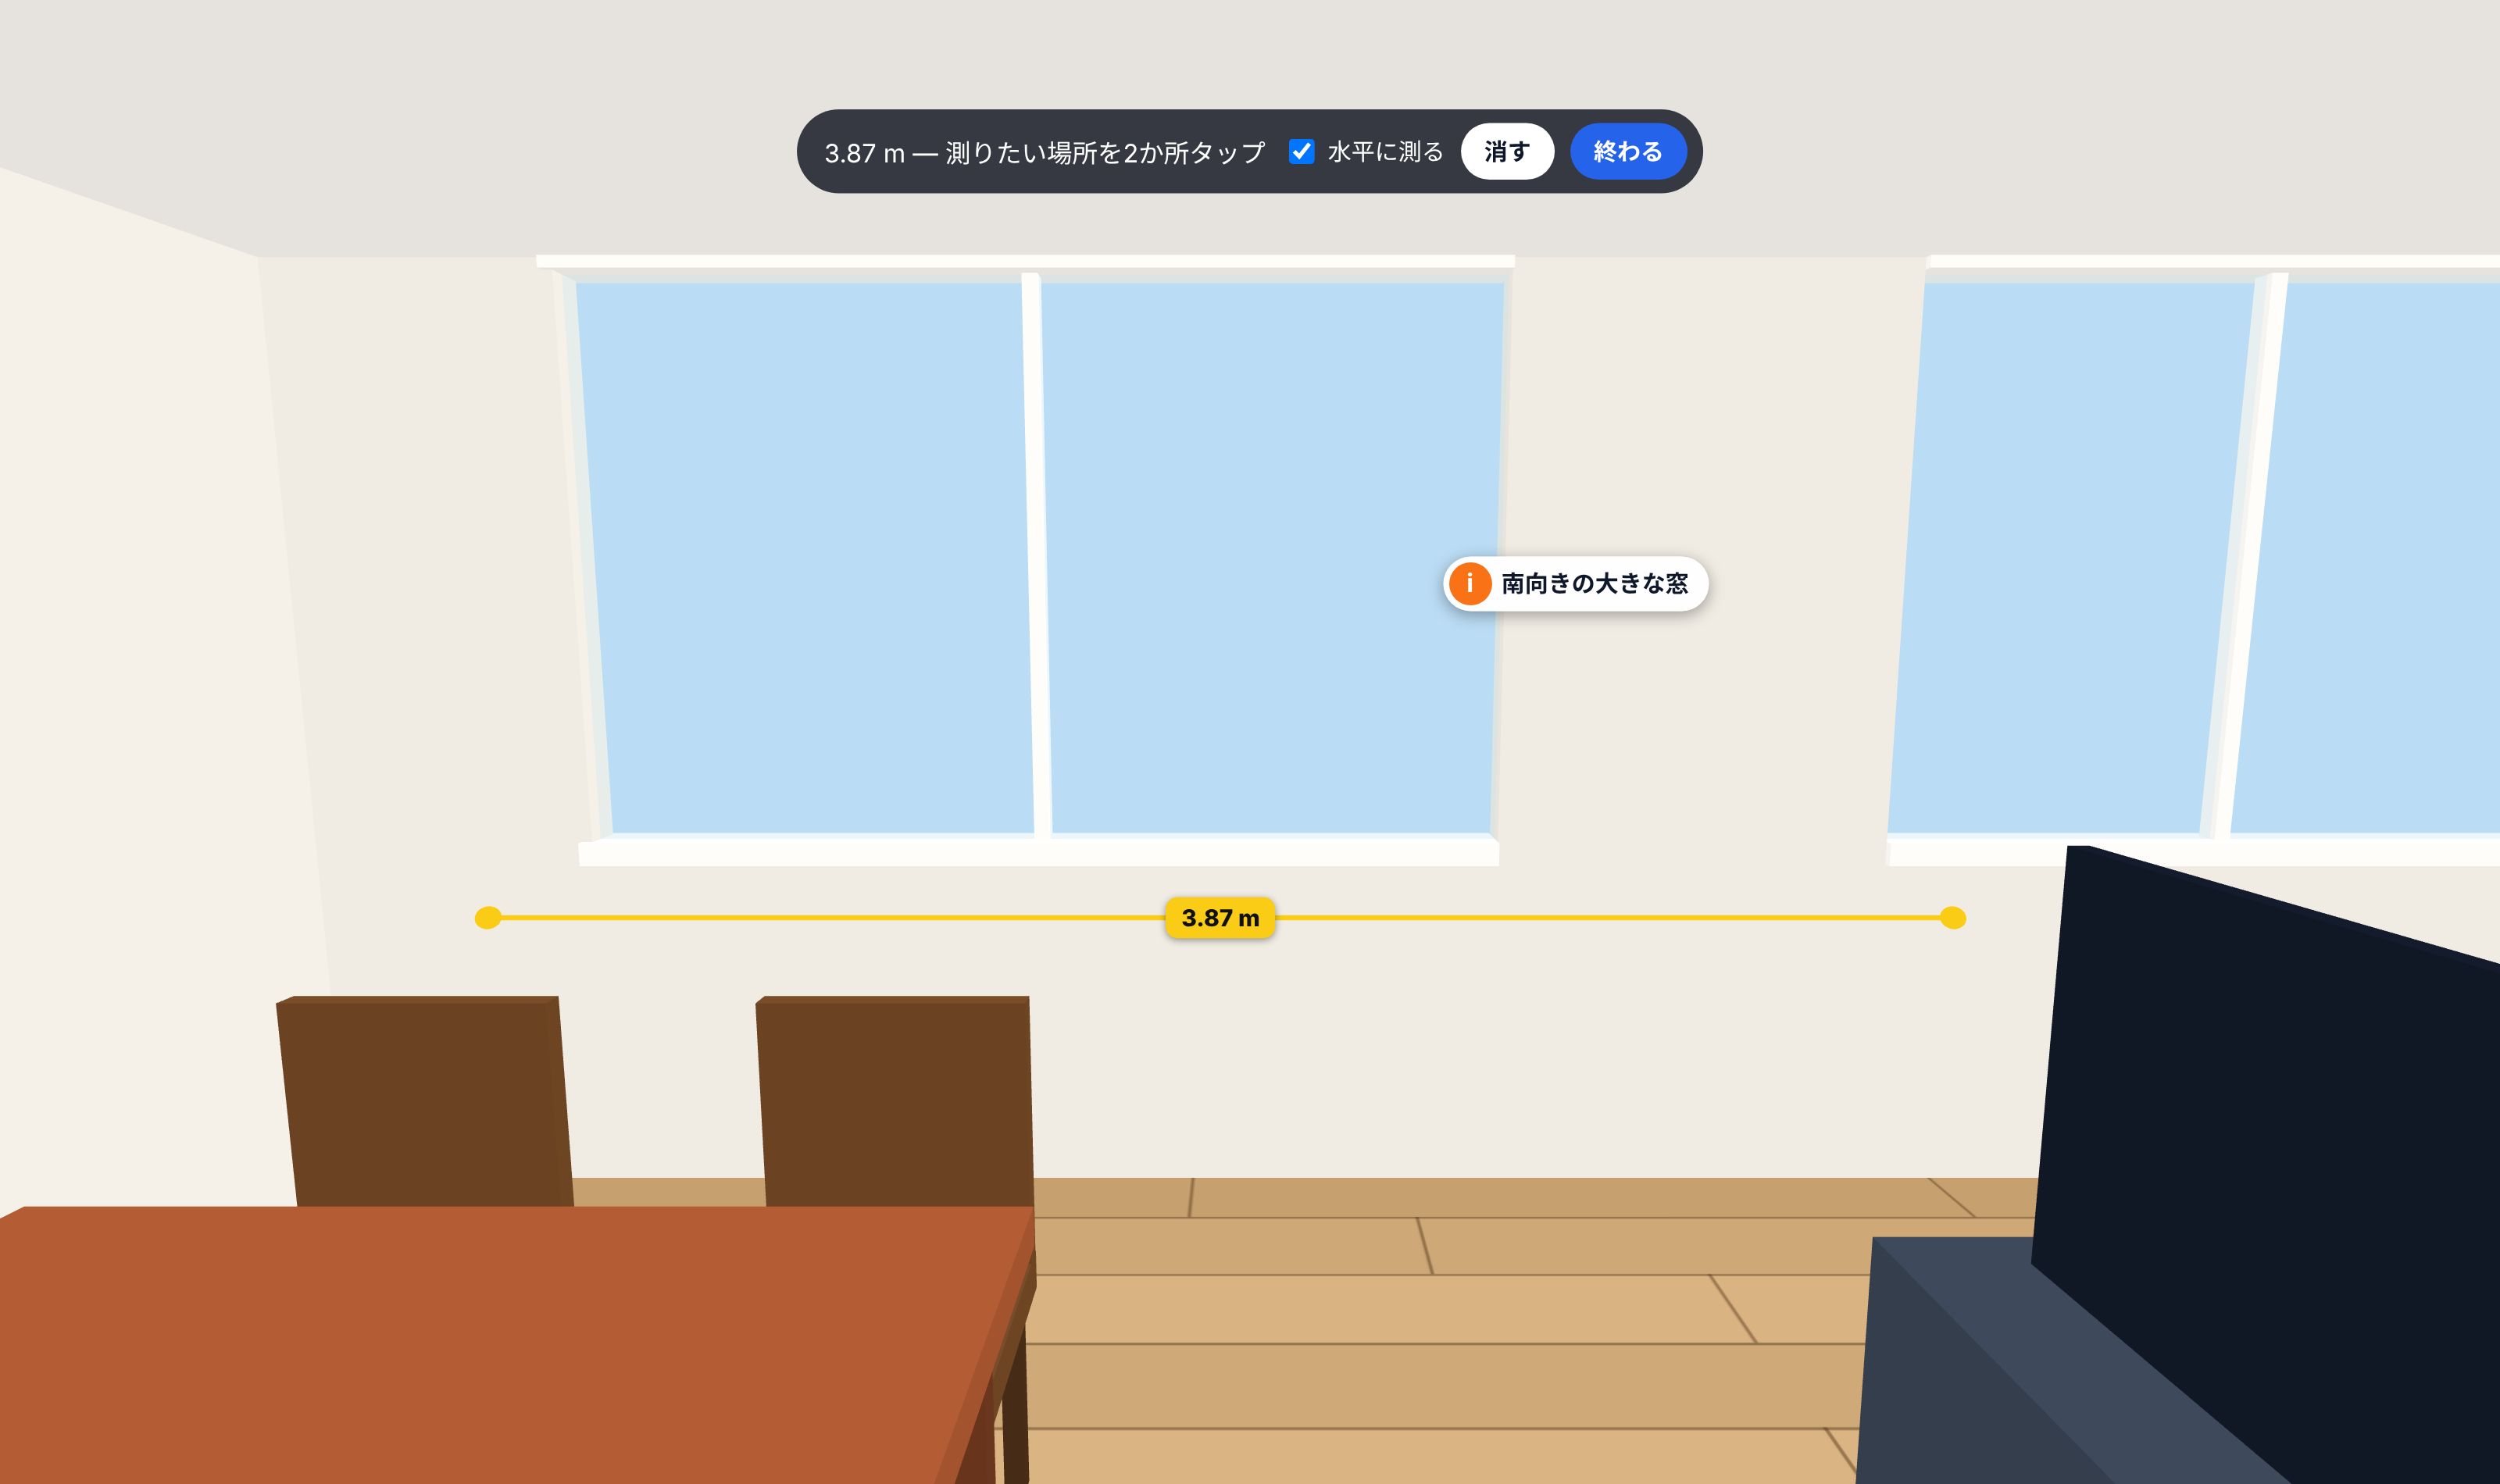 3.87 m — 測りたい場所を2か所タップ 水平に測る 消す 終わる
i 南向きの大きな窓
3.87 m